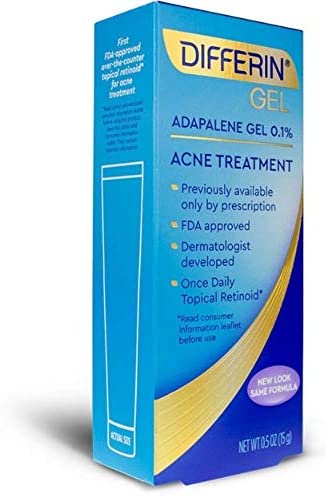 First
FDA-approved
over-the-counter
topical retinoid*
for acne
treatment
ACTUAL SIZE
DIFFERIN®
GEL
ADAPALENE GEL 0.1%
ACNE TREATMENT
Previously available
only by prescription
FDA approved
Dermatologist
developed
Once Daily
Topical Retinoid*
*Read consumer
information leaflet
before use
NEW LOOK
SAME FORMULA
NET WT 0.5 OZ (15 g)